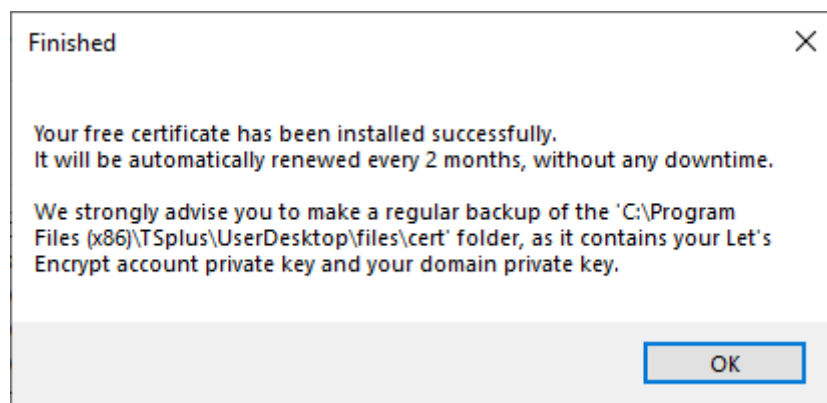 Finished
Your free certificate has been installed successfully.
It will be automatically renewed every 2 months, without any downtime.
We strongly advise you to make a regular backup of the 'C:\Program
Files (x86)\TSplus\UserDesktop\files\cert' folder, as it contains your Let's
Encrypt account private key and your domain private key.
OK